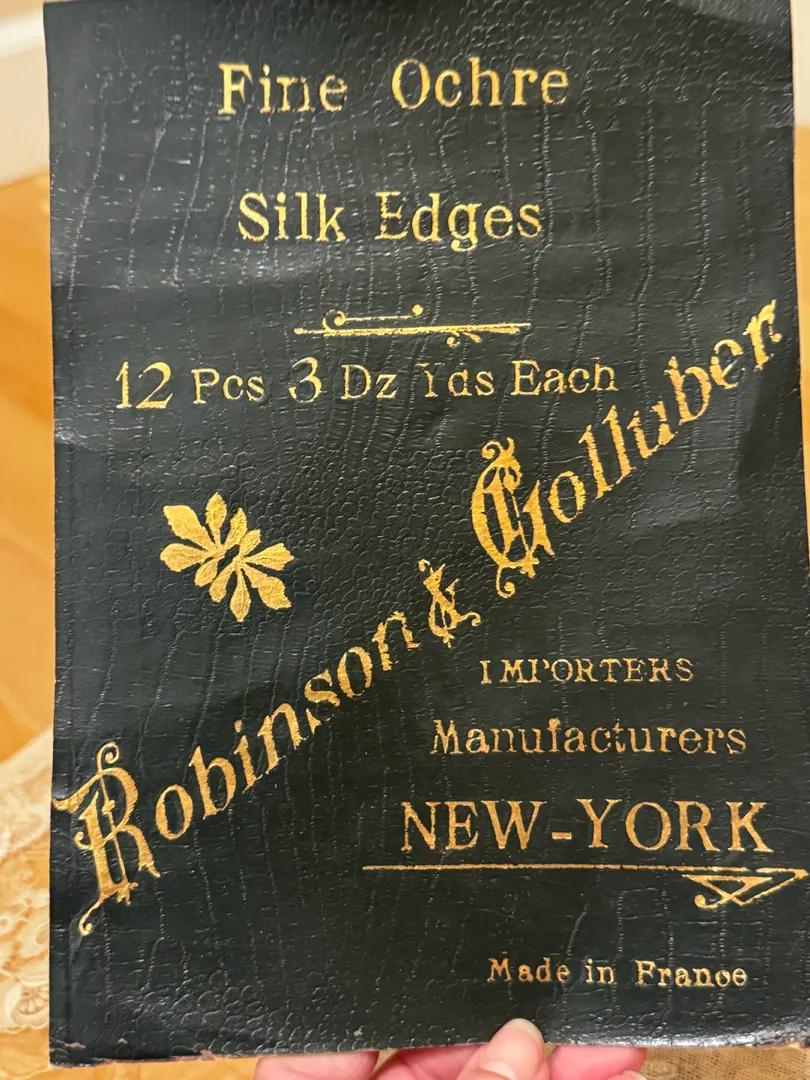 Fine Ochre
Silk Edges
12 Pcs 3 Dz Yds Each
Robinson & Golluber
IMPORTERS
Manufacturers
NEW-YORK
Made in France